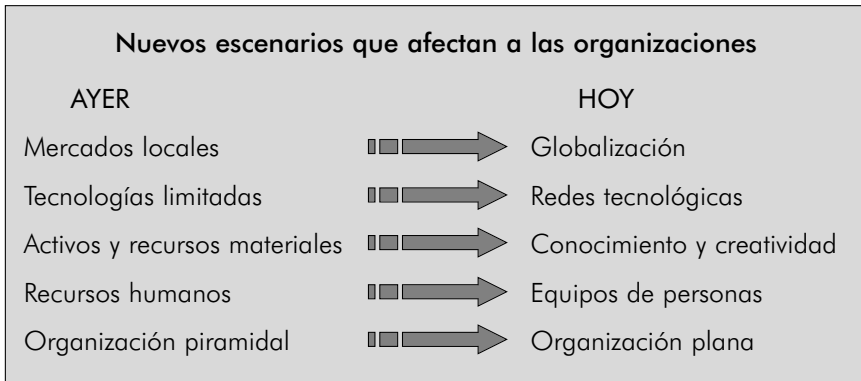 Nuevos escenarios que afectan a las organizaciones
AYER HOY
Mercados locales Globalización
Tecnologías limitadas Redes tecnológicas
Activos y recursos materiales Conocimiento y creatividad
Recursos humanos Equipos de personas
Organización piramidal Organización plana